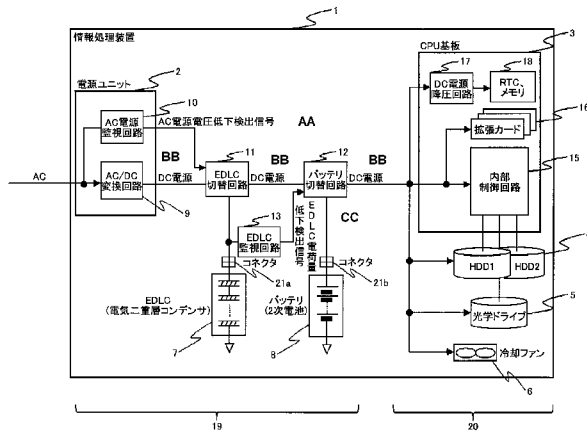 1
情報処理装置
3
CPU基板
2
電源ユニット
10
AC電源
監視回路
AC電源電圧低下検出信号
AA
17
DC電源
降圧回路
18
RTC、
メモリ
16
拡張カード
15
内部
制御回路
BB
11
BB
12
BB
AC
AC/DC
変換回路
9
DC電源
EDLC
切替回路
DC電源
バッテリ
切替回路
DC電源
13
EDLC
監視回路
EDLC電荷量
低下検出信号
CC
コネクタ
21a
コネクタ
21b
EDLC
(電気二重層コンデンサ)
7
バッテリ
(2次電池)
8
HDD1
HDD2
4
光学ドライブ
5
冷却ファン
6
19
20